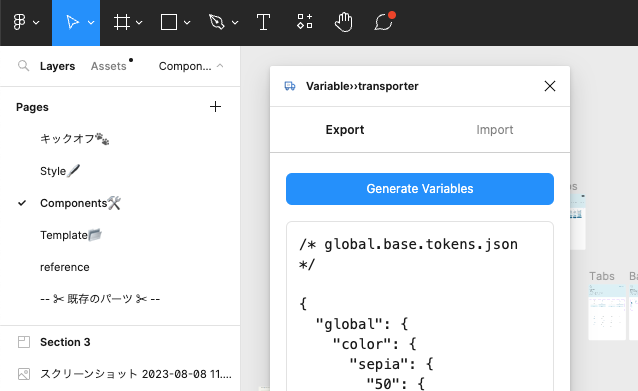 Layers Assets Compon...
Variable››transporter
Pages
Export Import
キックオフ🐾
Style🖌
Generate Variables
Components🛠
Template📁
/* global.base.tokens.json
*/
reference
-- ✂ 既存のパーツ ✂ --
{
"global": {
"color": {
"sepia": {
"50": {
Section 3
スクリーンショット 2023-08-08 11....
Tabs